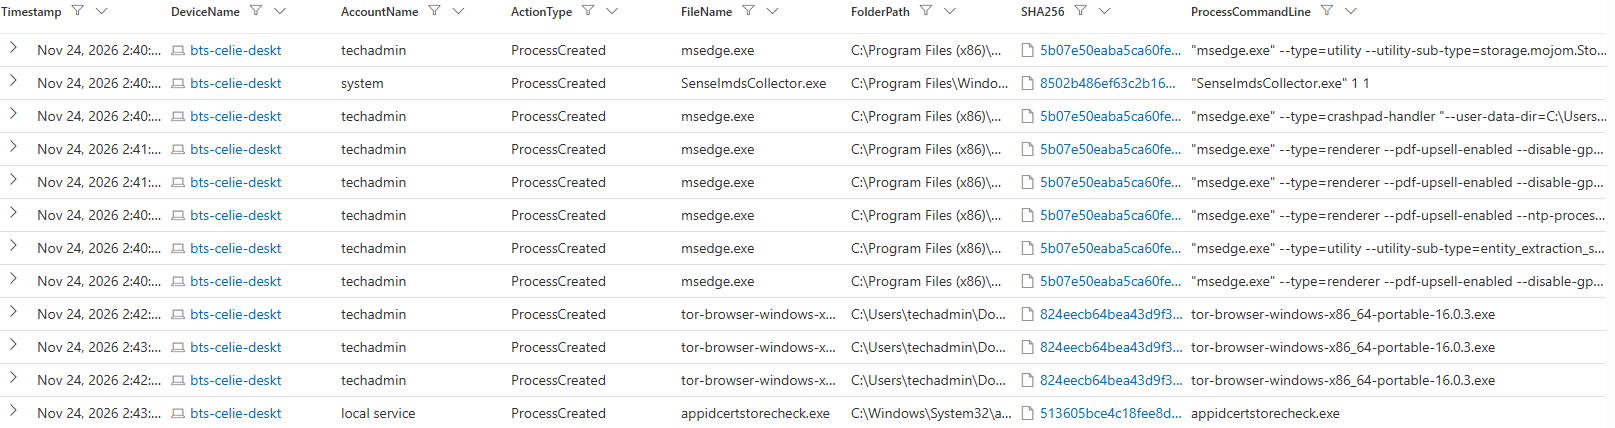 Timestamp DeviceName AccountName ActionType FileName FolderPath SHA256 ProcessCommandLine
Nov 24, 2026 2:40:... bts-celie-deskt techadmin ProcessCreated msedge.exe C:\Program Files (x86)\... 5b07e50eaba5ca60fe... "msedge.exe" --type=utility --utility-sub-type=storage.mojom.Sto...
Nov 24, 2026 2:40:... bts-celie-deskt system ProcessCreated SenseImdsCollector.exe C:\Program Files\Windo... 8502b486ef63c2b16... "SenseImdsCollector.exe" 1 1
Nov 24, 2026 2:40:... bts-celie-deskt techadmin ProcessCreated msedge.exe C:\Program Files (x86)\... 5b07e50eaba5ca60fe... "msedge.exe" --type=crashpad-handler "--user-data-dir=C:\Users...
Nov 24, 2026 2:41:... bts-celie-deskt techadmin ProcessCreated msedge.exe C:\Program Files (x86)\... 5b07e50eaba5ca60fe... "msedge.exe" --type=renderer --pdf-upsell-enabled --disable-gp...
Nov 24, 2026 2:41:... bts-celie-deskt techadmin ProcessCreated msedge.exe C:\Program Files (x86)\... 5b07e50eaba5ca60fe... "msedge.exe" --type=renderer --pdf-upsell-enabled --disable-gp...
Nov 24, 2026 2:40:... bts-celie-deskt techadmin ProcessCreated msedge.exe C:\Program Files (x86)\... 5b07e50eaba5ca60fe... "msedge.exe" --type=renderer --pdf-upsell-enabled --ntp-proces...
Nov 24, 2026 2:40:... bts-celie-deskt techadmin ProcessCreated msedge.exe C:\Program Files (x86)\... 5b07e50eaba5ca60fe... "msedge.exe" --type=utility --utility-sub-type=entity_extraction_s...
Nov 24, 2026 2:40:... bts-celie-deskt techadmin ProcessCreated msedge.exe C:\Program Files (x86)\... 5b07e50eaba5ca60fe... "msedge.exe" --type=renderer --pdf-upsell-enabled --disable-gp...
Nov 24, 2026 2:42:... bts-celie-deskt techadmin ProcessCreated tor-browser-windows-x... C:\Users\techadmin\Do... 824eecb64bea43d9f3... tor-browser-windows-x86_64-portable-16.0.3.exe
Nov 24, 2026 2:43:... bts-celie-deskt techadmin ProcessCreated tor-browser-windows-x... C:\Users\techadmin\Do... 824eecb64bea43d9f3... tor-browser-windows-x86_64-portable-16.0.3.exe
Nov 24, 2026 2:42:... bts-celie-deskt techadmin ProcessCreated tor-browser-windows-x... C:\Users\techadmin\Do... 824eecb64bea43d9f3... tor-browser-windows-x86_64-portable-16.0.3.exe
Nov 24, 2026 2:43:... bts-celie-deskt local service ProcessCreated appidcertstorecheck.exe C:\Windows\System32\a... 513605bce4c18fee8d... appidcertstorecheck.exe